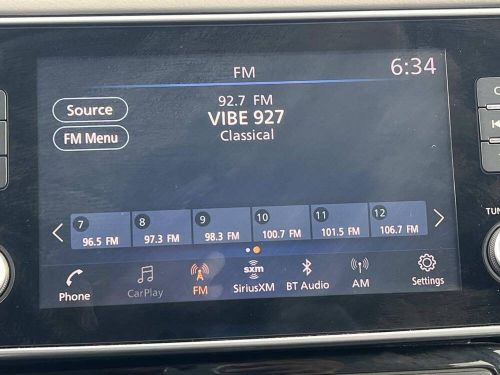 FM
6:34
Source
92.7 FM
VIBE 927
FM Menu
Classical
7
8
9
10
11
12
96.5 FM
97.3 FM
98.3 FM
100.7 FM
101.5 FM
106.7 FM
sxm
Phone
CarPlay
FM
SiriusXM
BT Audio
AM
Settings